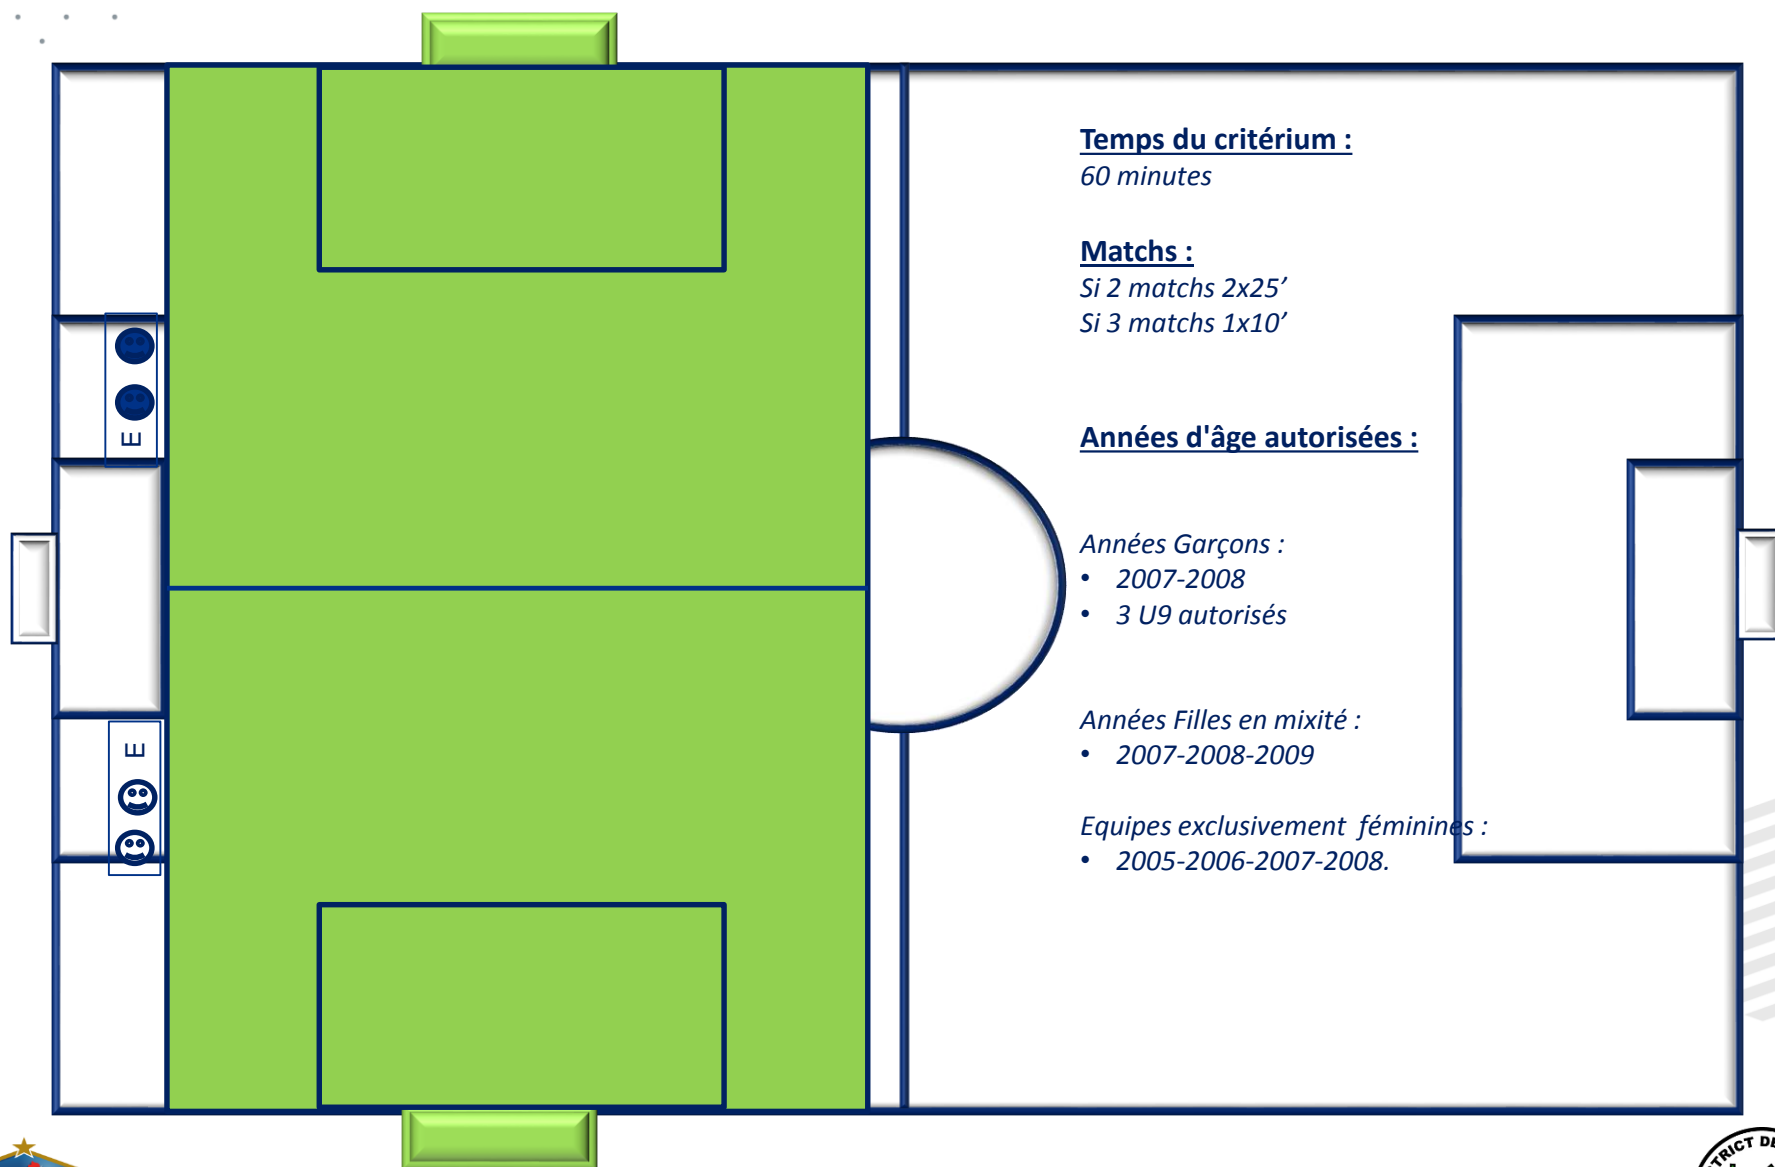 Temps du critérium :
60 minutes
Matchs :
Si 2 matchs 2x25’
Si 3 matchs 1x10’
Années d'âge autorisées :
Années Garçons :
• 2007-2008
• 3 U9 autorisés
Années Filles en mixité :
• 2007-2008-2009
Equipes exclusivement féminines :
• 2005-2006-2007-2008.
E
E